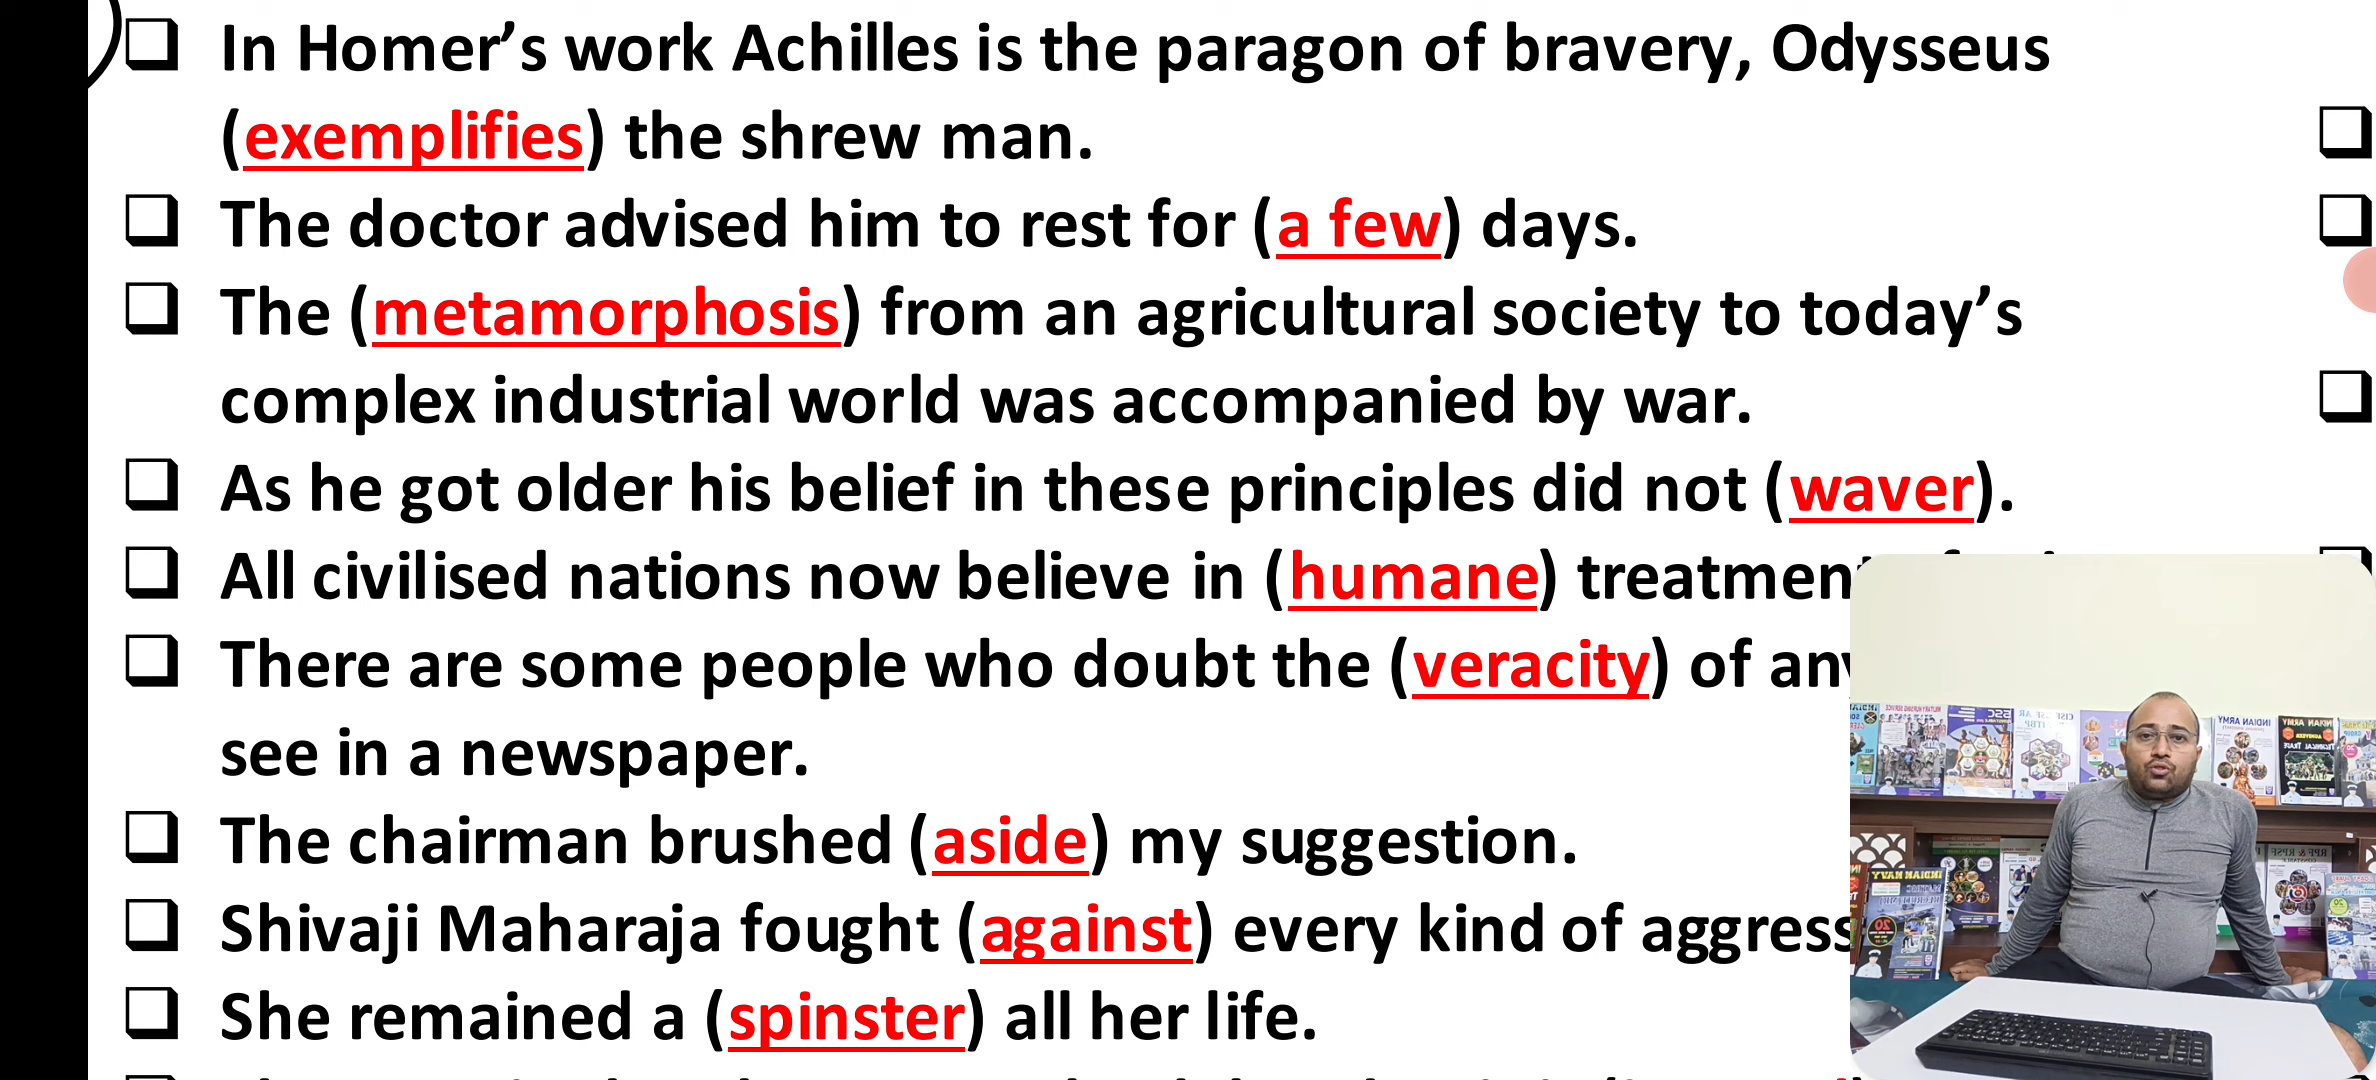 In Homer’s work Achilles is the paragon of bravery, Odysseus
(exemplifies) the shrew man.
The doctor advised him to rest for (a few) days.
The (metamorphosis) from an agricultural society to today’s
complex industrial world was accompanied by war.
As he got older his belief in these principles did not (waver).
All civilised nations now believe in (humane)
There are some people who doubt the (veracity) of
see in a newspaper.
The chairman brushed (aside) my suggestion.
Shivaji Maharaja fought (against) every kind of
She remained a (spinster) all her life.
INDIAN ARMY
INDIAN NAVY